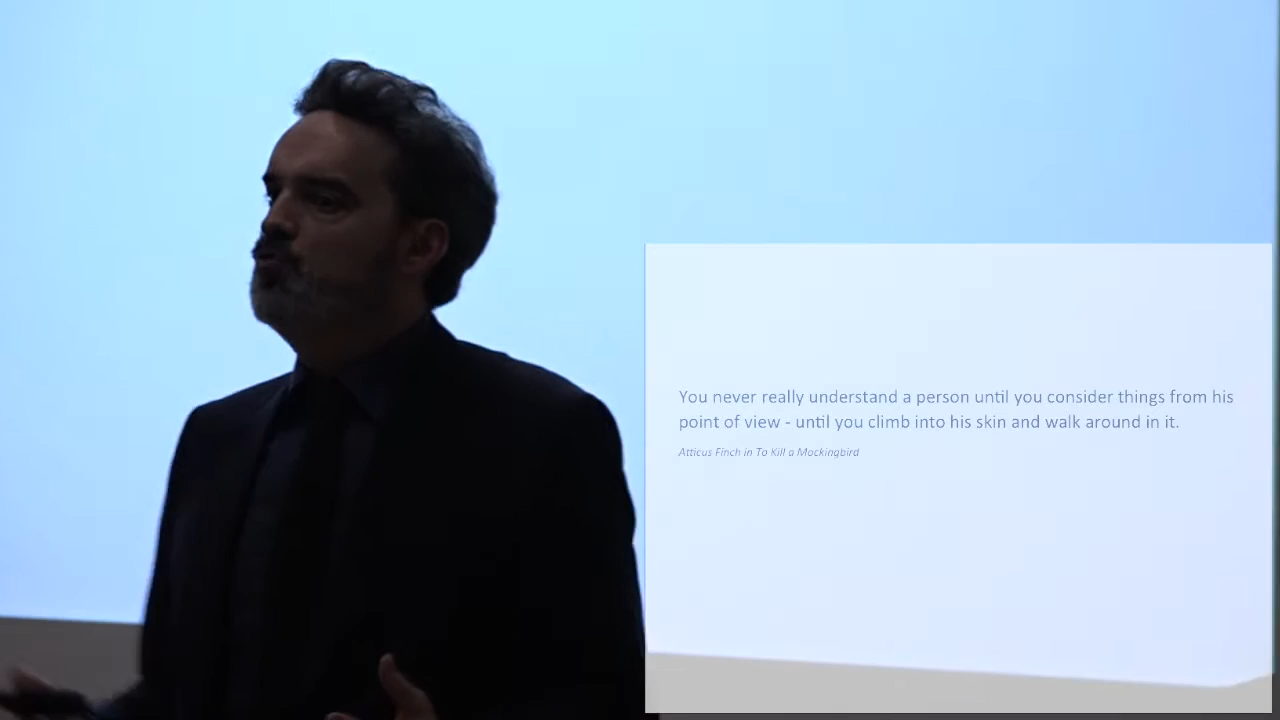 You never really understand a person until you consider things from his
point of view - until you climb into his skin and walk around in it.
Atticus Finch in To Kill a Mockingbird